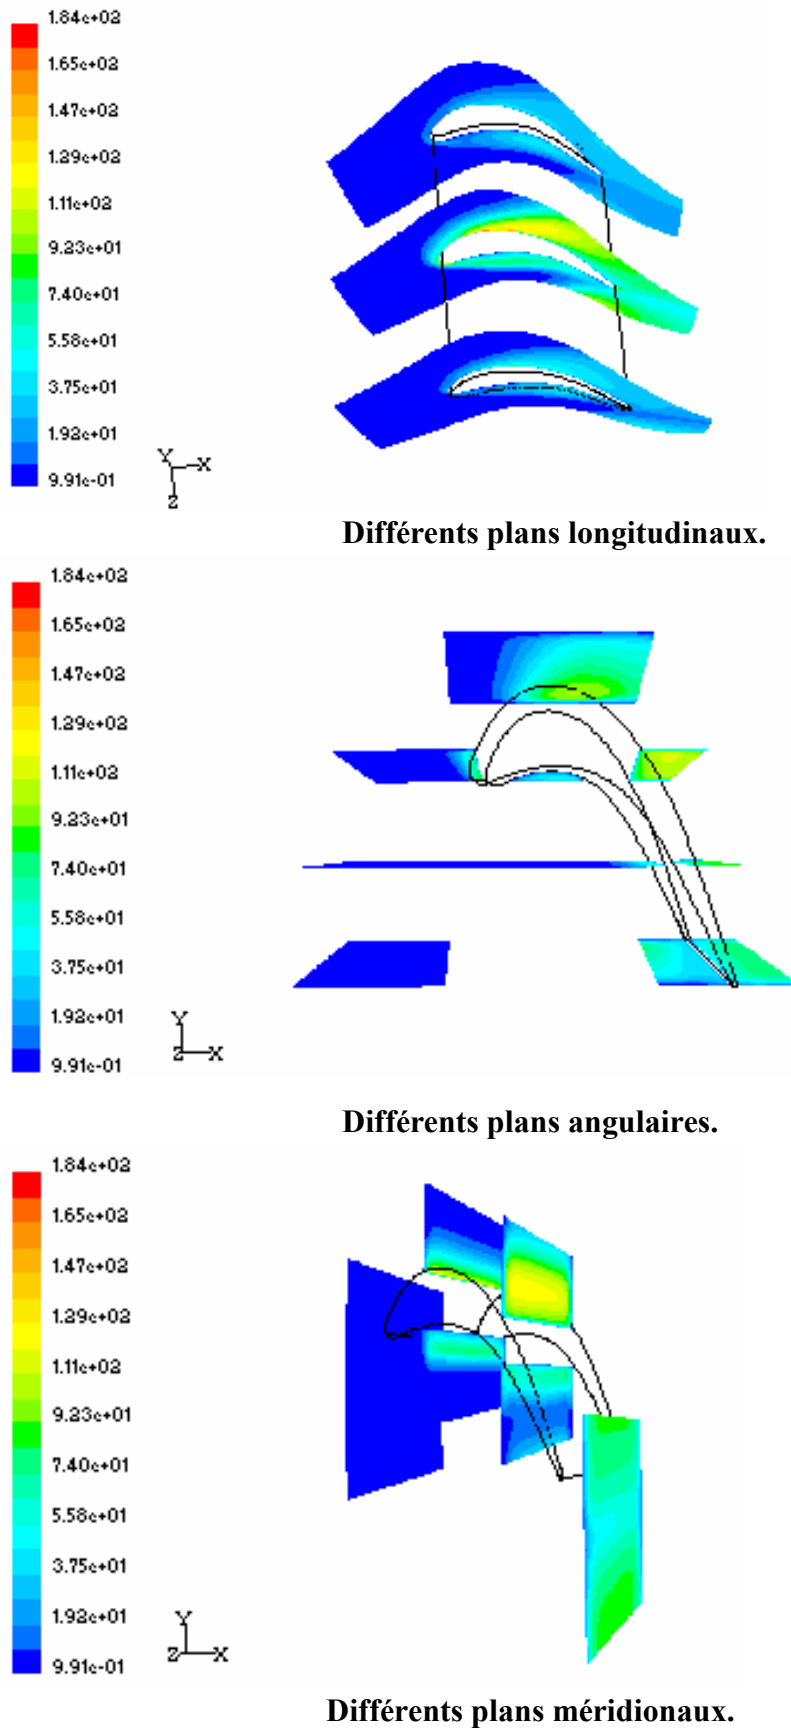 1.84e+02
1.65e+02
1.47e+02
1.29e+02
1.11e+02
9.23e+01
7.40e+01
5.58e+01
3.75e+01
1.92e+01
9.91e-01
Y
X
Z
Différents plans longitudinaux.
1.84e+02
1.65e+02
1.47e+02
1.29e+02
1.11e+02
9.23e+01
7.40e+01
5.58e+01
3.75e+01
1.92e+01
9.91e-01
Y
Z X
Différents plans angulaires.
1.84e+02
1.65e+02
1.47e+02
1.29e+02
1.11e+02
9.23e+01
7.40e+01
5.58e+01
3.75e+01
1.92e+01
9.91e-01
Y
Z X
Différents plans méridionaux.